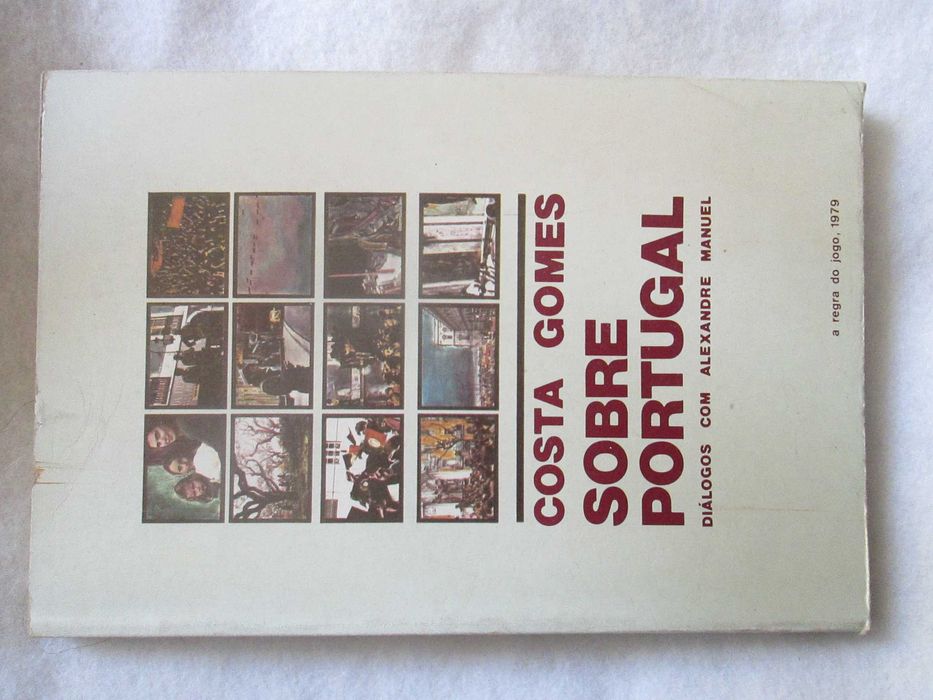 COSTA GOMES
SOBRE
PORTUGAL
DIÁLOGOS COM ALEXANDRE MANUEL
a regra do jogo, 1979